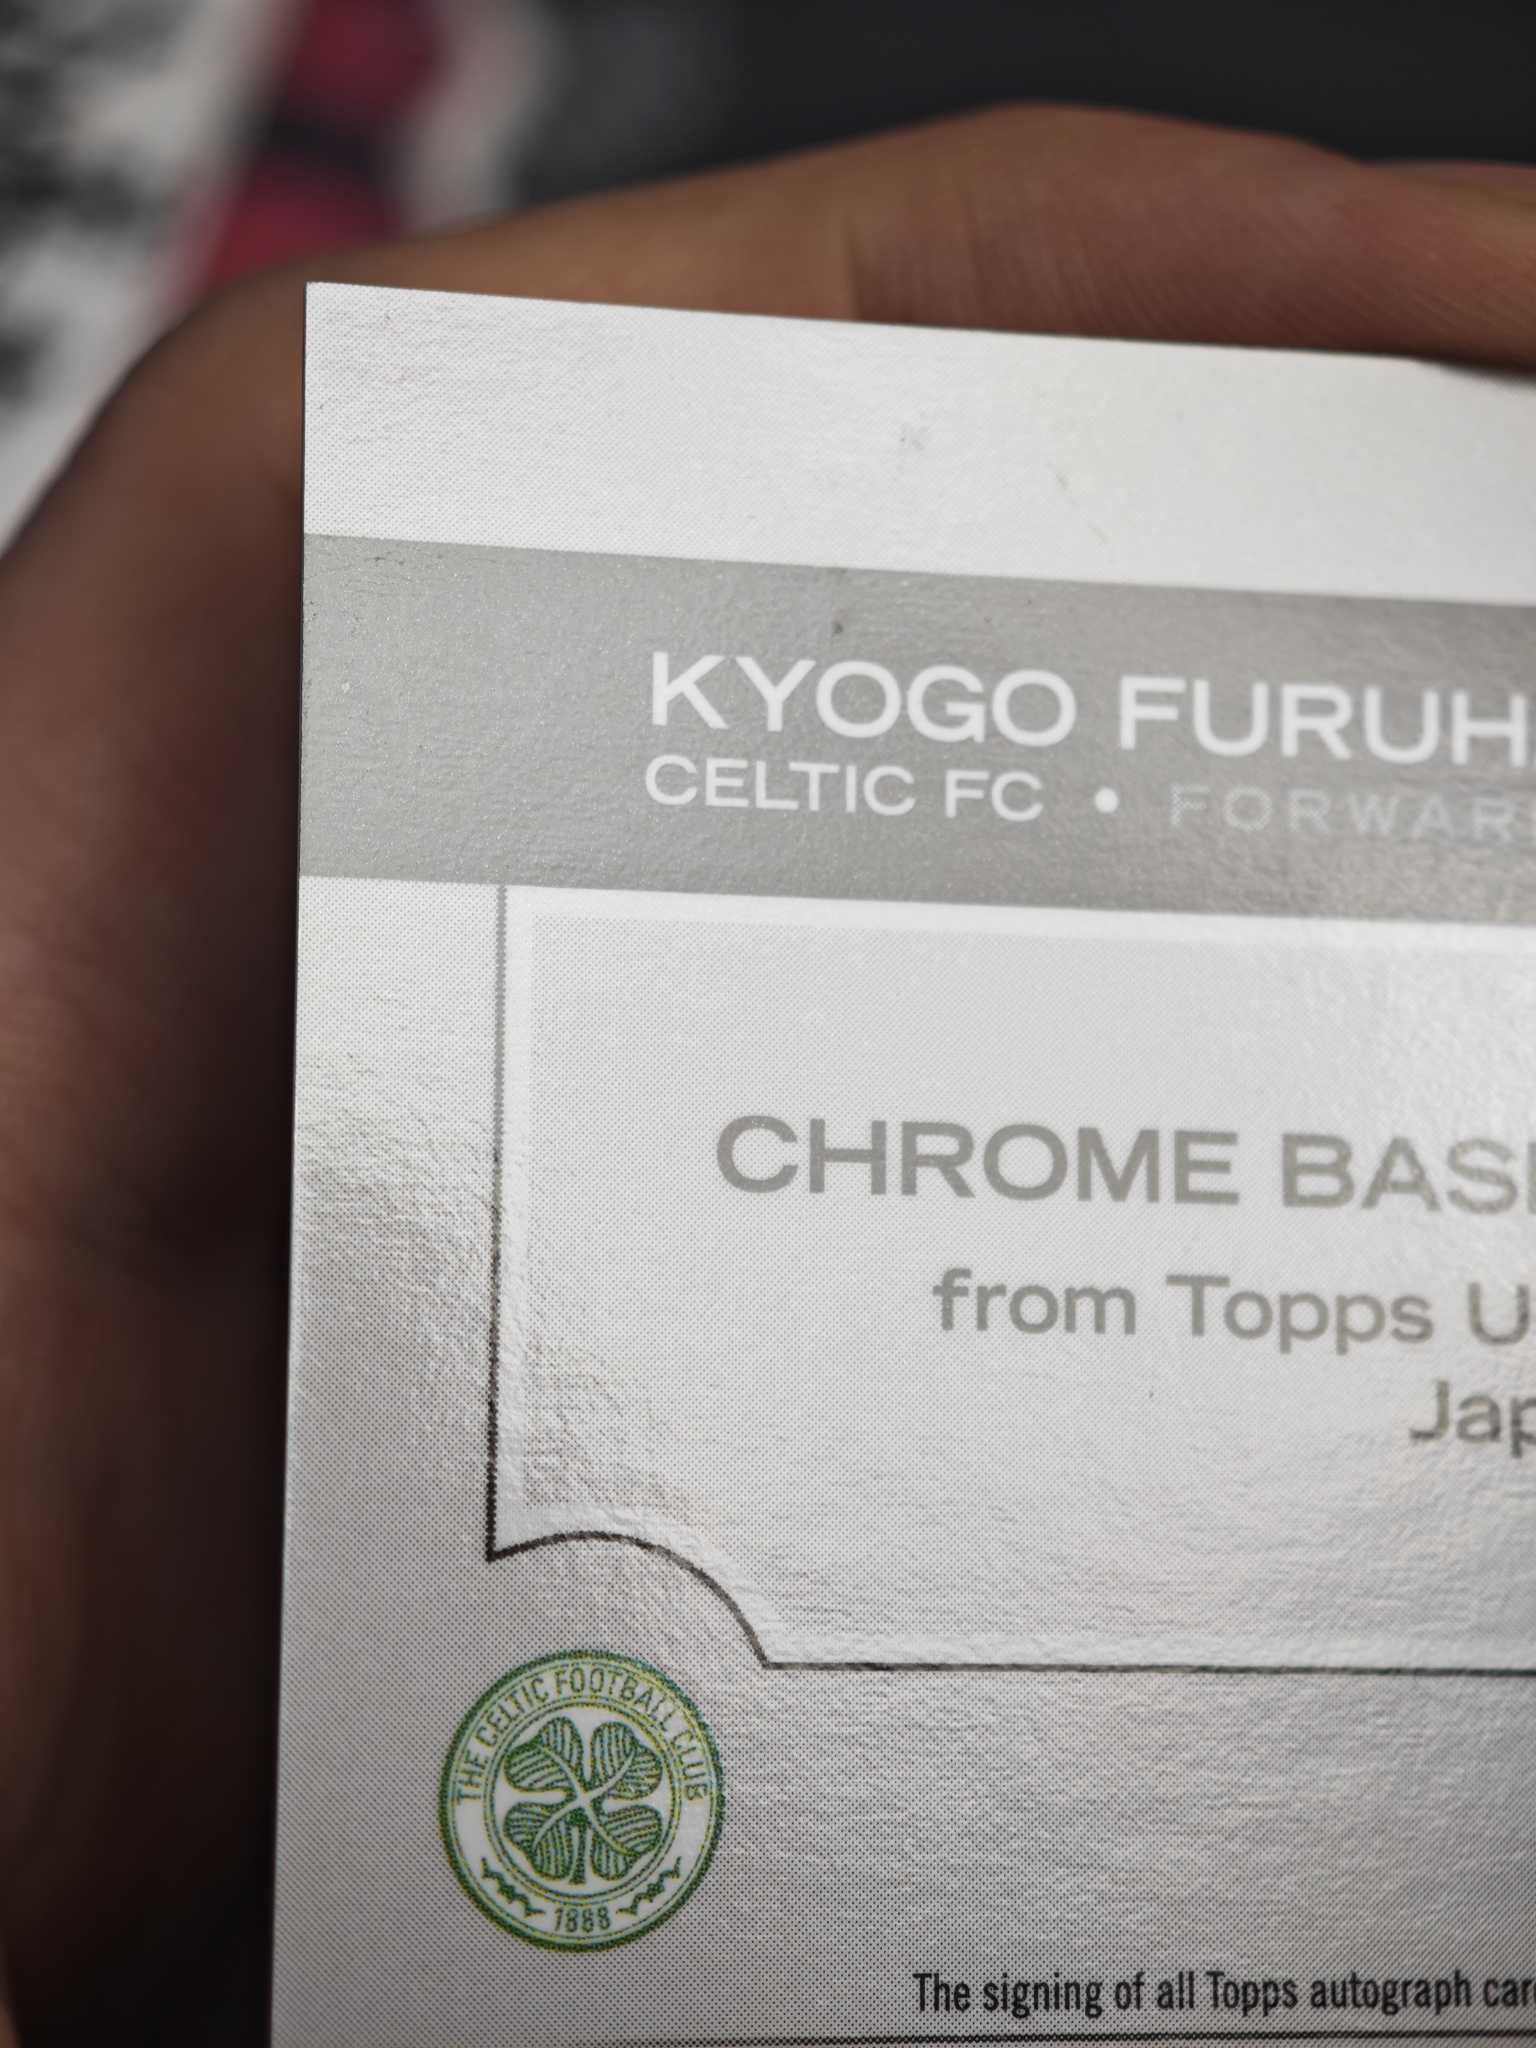 KYOGO FURUH
CELTIC FC • FORWAR
CHROME BAS
from Topps U
Jap
THE CELTIC FOOTBALL CLUB
1888
The signing of all Topps autograph car